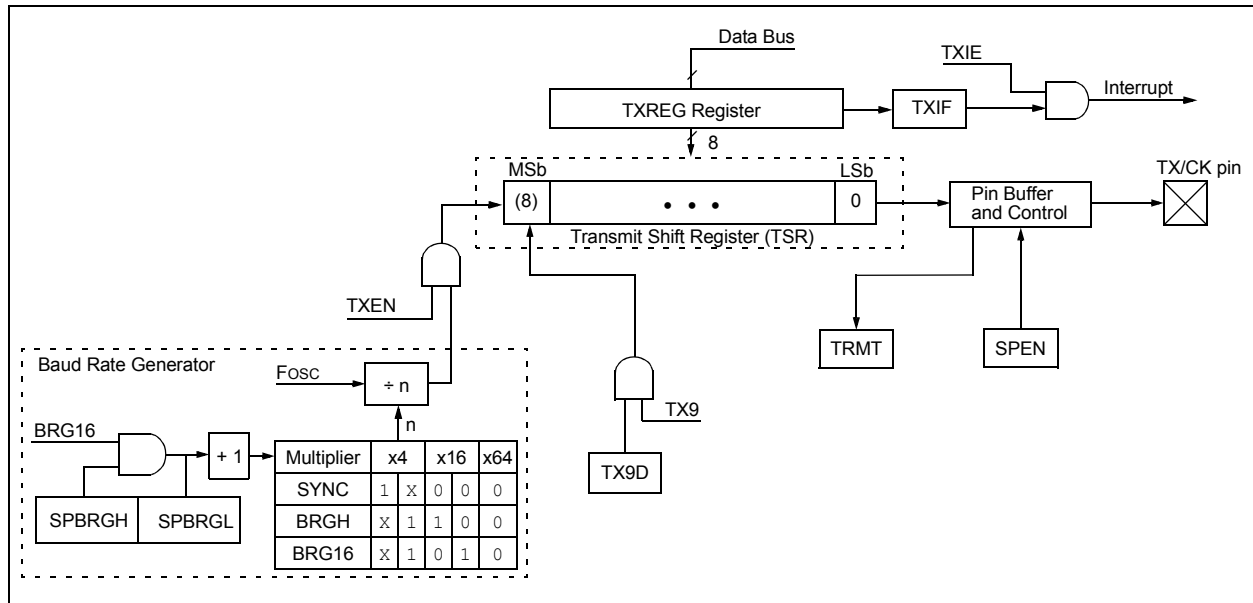 Data Bus
TXIE
Interrupt
TXREG Register
TXIF
8
MSb
LSb
TX/CK pin
(8)
• • •
0
Pin Buffer
and Control
Transmit Shift Register (TSR)
TXEN
TRMT
SPEN
Baud Rate Generator
FOSC
÷ n
TX9
n
BRG16
+ 1
Multiplier x4 x16 x64
TX9D
SYNC 1 X 0 0 0
SPBRGH SPBRGL
BRGH X 1 1 0 0
BRG16 X 1 0 1 0